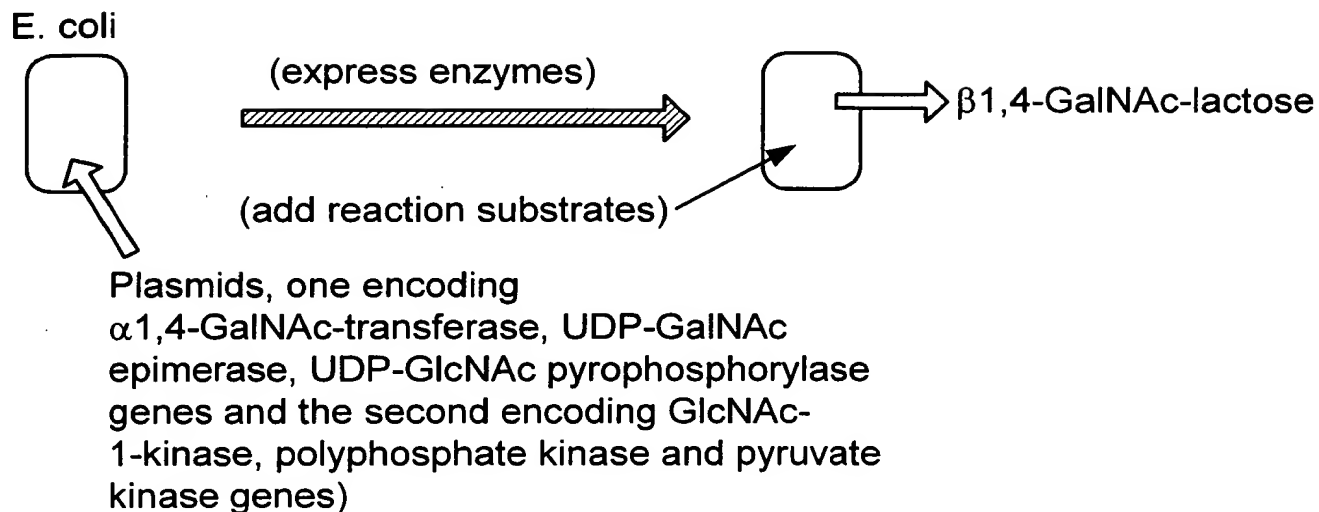 E. coli
(express enzymes)
β1,4-GalNAc-lactose
(add reaction substrates)
Plasmids, one encoding
α1,4-GalNAc-transferase, UDP-GalNAc
epimerase, UDP-GlcNAc pyrophosphorylase
genes and the second encoding GlcNAc-
1-kinase, polyphosphate kinase and pyruvate
kinase genes)